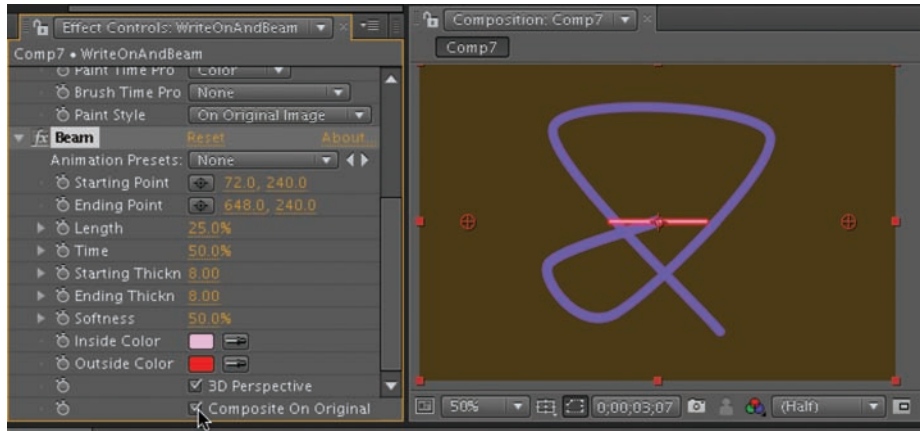 Effect Controls: WriteOnAndBeam
Comp7 • WriteOnAndBeam
Paint Time Pro Color
Brush Time Pro None
Paint Style On Original Image
fx Beam Reset About...
Animation Presets: None
Starting Point 72.0, 240.0
Ending Point 648.0, 240.0
Length 25.0%
Time 50.0%
Starting Thickn 8.00
Ending Thickn 8.00
Softness 50.0%
Inside Color
Outside Color
3D Perspective
Composite On Original
Composition: Comp7
Comp7
50% 0;00;03;07 (Half)